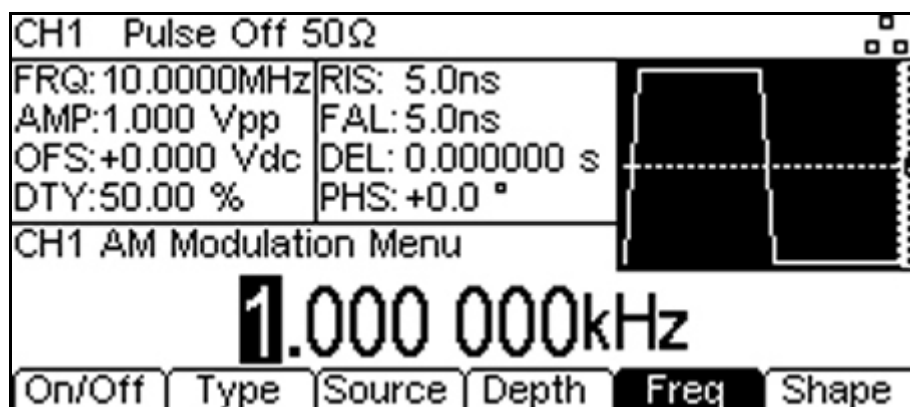 CH1 Pulse Off 50Ω
FRQ:10.0000MHz RIS: 5.0ns
AMP:1.000 Vpp FAL:5.0ns
OFS:+0.000 Vdc DEL: 0.000000 s
DTY:50.00 % PHS:+0.0 °
CH1 AM Modulation Menu
1.000 000kHz
On/Off Type Source Depth Freq Shape